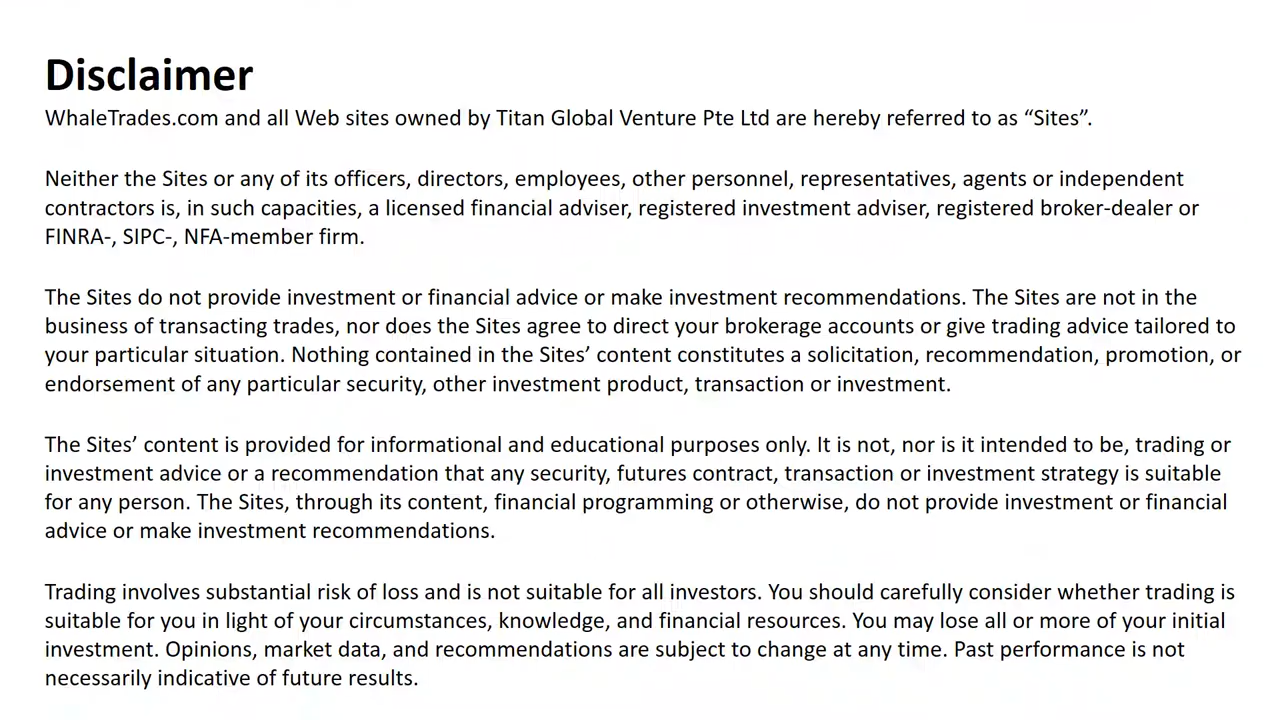 Disclaimer
WhaleTrades.com and all Web sites owned by Titan Global Venture Pte Ltd are hereby referred to as “Sites”.
Neither the Sites or any of its officers, directors, employees, other personnel, representatives, agents or independent
contractors is, in such capacities, a licensed financial adviser, registered investment adviser, registered broker-dealer or
FINRA-, SIPC-, NFA-member firm.
The Sites do not provide investment or financial advice or make investment recommendations. The Sites are not in the
business of transacting trades, nor does the Sites agree to direct your brokerage accounts or give trading advice tailored to
your particular situation. Nothing contained in the Sites’ content constitutes a solicitation, recommendation, promotion, or
endorsement of any particular security, other investment product, transaction or investment.
The Sites’ content is provided for informational and educational purposes only. It is not, nor is it intended to be, trading or
investment advice or a recommendation that any security, futures contract, transaction or investment strategy is suitable
for any person. The Sites, through its content, financial programming or otherwise, do not provide investment or financial
advice or make investment recommendations.
Trading involves substantial risk of loss and is not suitable for all investors. You should carefully consider whether trading is
suitable for you in light of your circumstances, knowledge, and financial resources. You may lose all or more of your initial
investment. Opinions, market data, and recommendations are subject to change at any time. Past performance is not
necessarily indicative of future results.